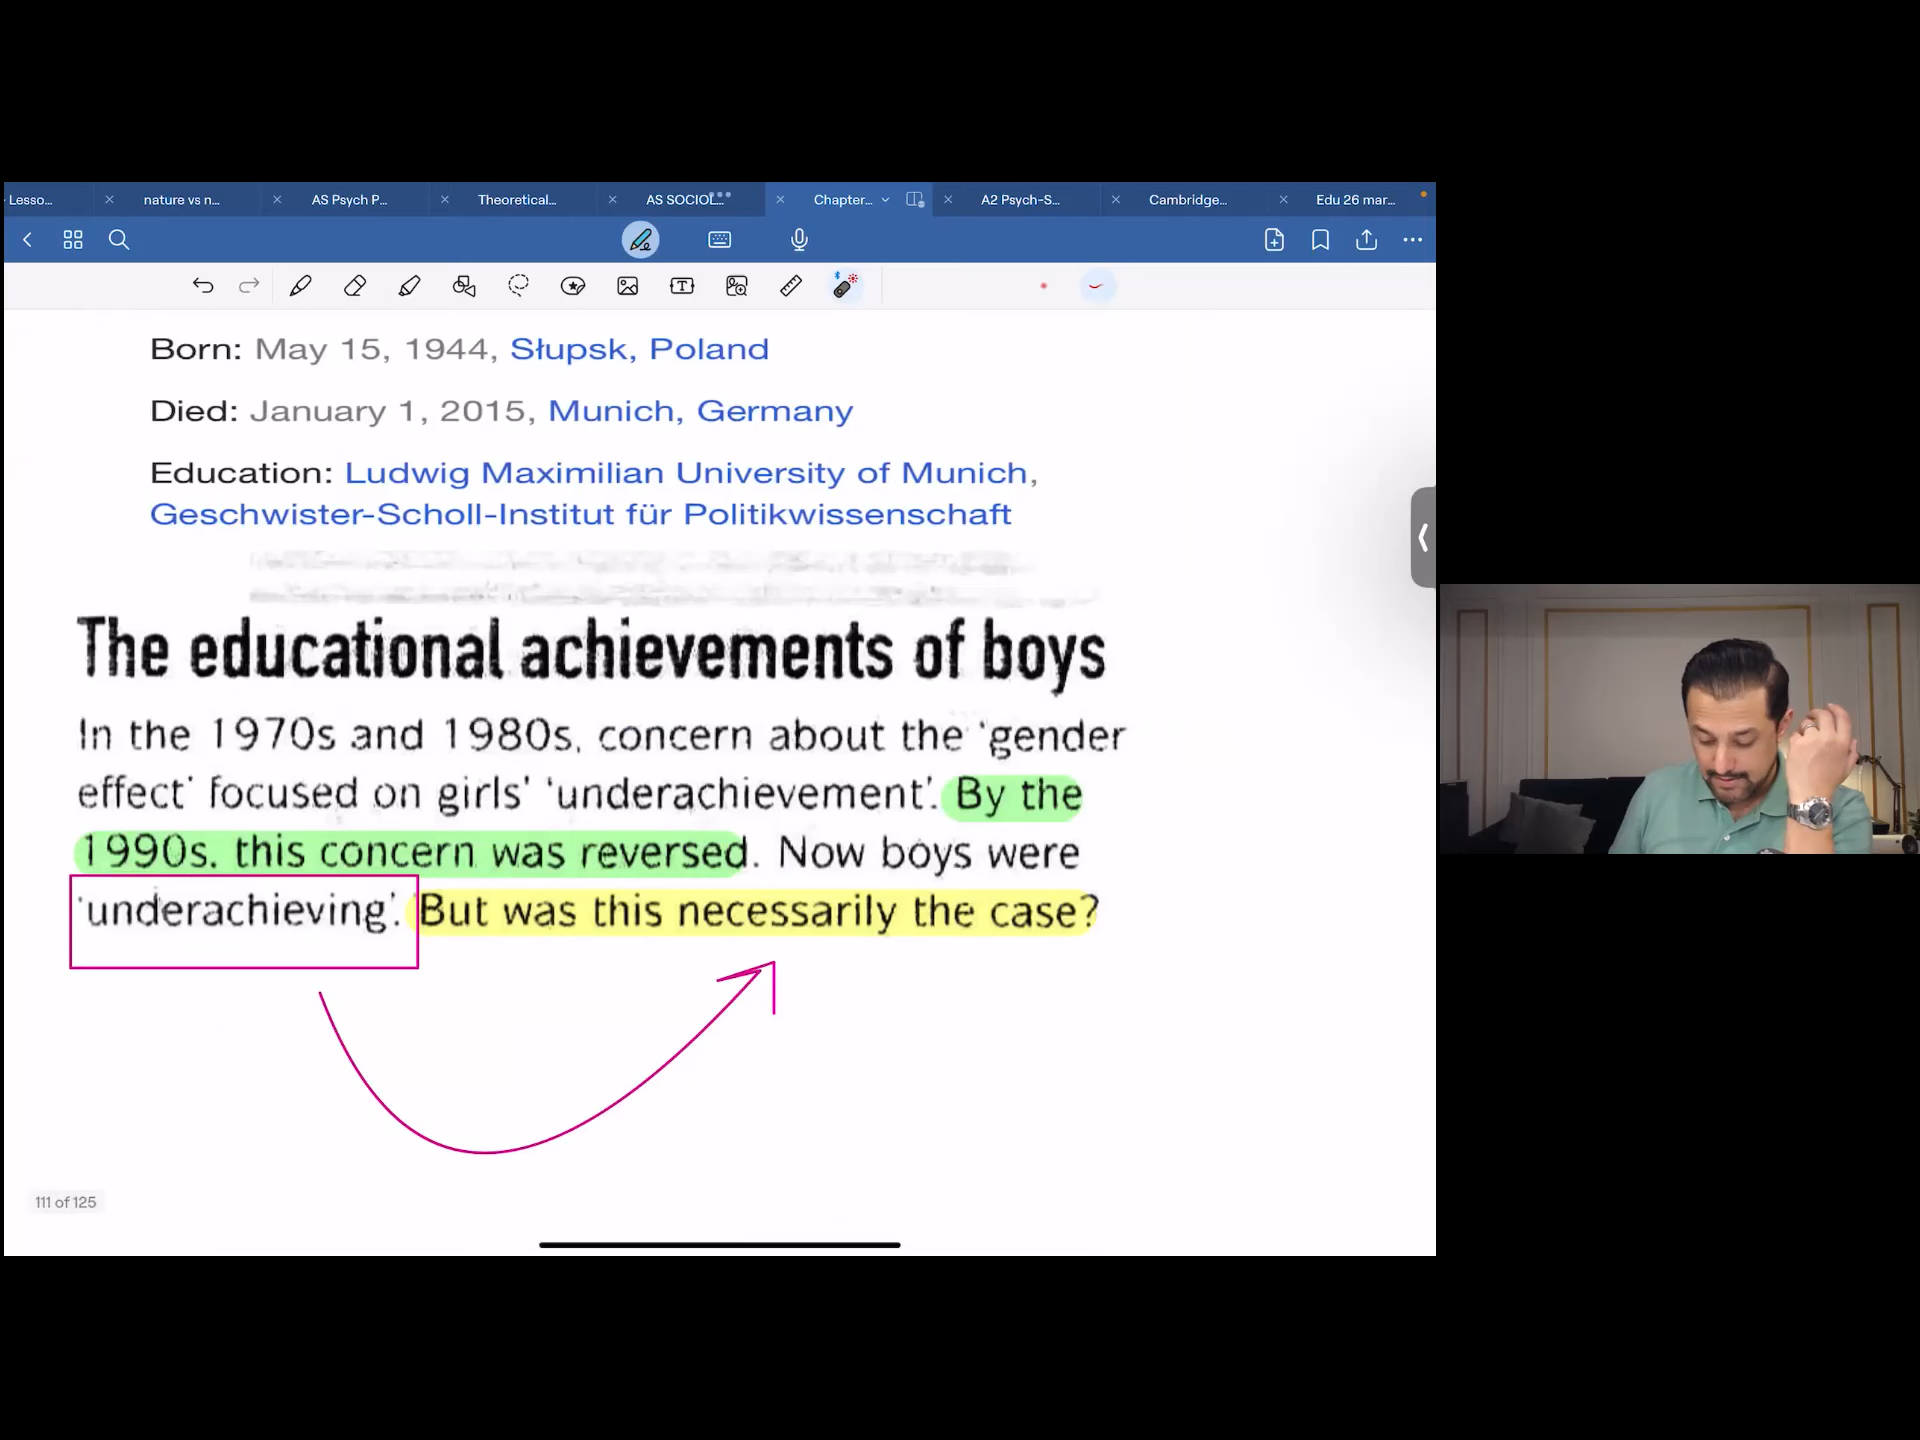 Lesso...
nature vs n...
AS Psych P...
Theoretical...
AS SOCIOL...
Chapter...
A2 Psych-S...
Cambridge...
Edu 26 mar...
Born: May 15, 1944, Słupsk, Poland
Died: January 1, 2015, Munich, Germany
Education: Ludwig Maximilian University of Munich,
Geschwister-Scholl-Institut für Politikwissenschaft
The educational achievements of boys
In the 1970s and 1980s, concern about the ‘gender
effect’ focused on girls’ ‘underachievement’. By the
1990s, this concern was reversed. Now boys were
‘underachieving’. But was this necessarily the case?
111 of 125